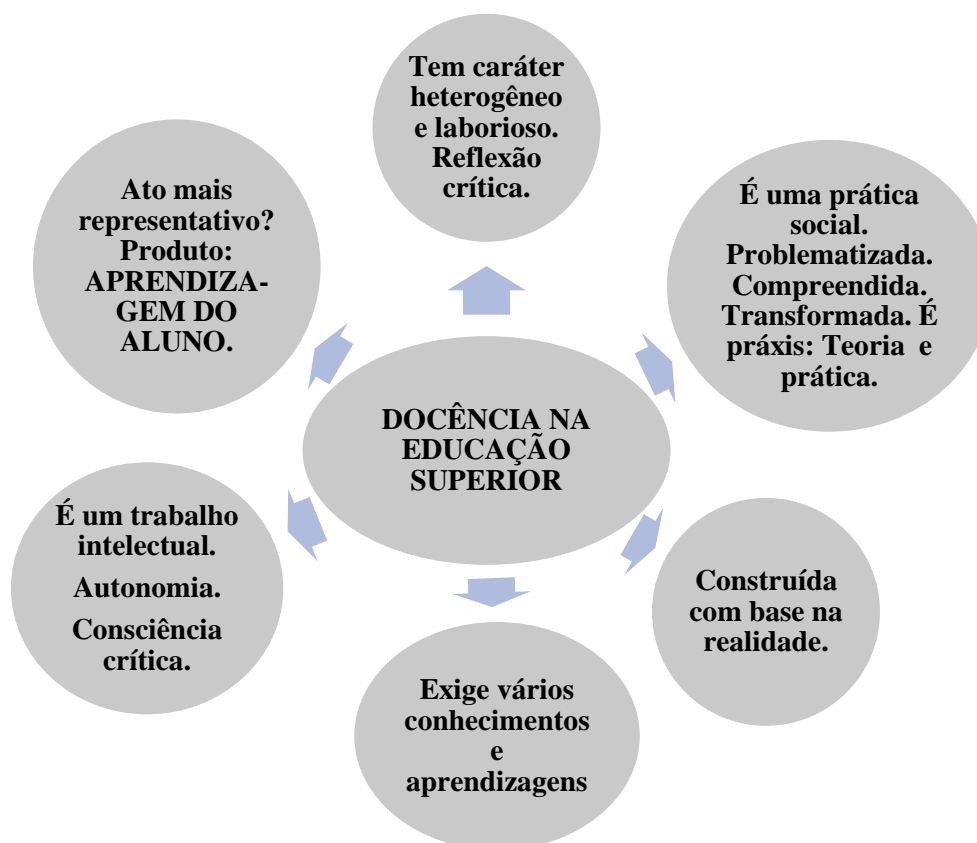 Tem caráter
heterogêneo
e laborioso.
Reflexão
crítica.
É uma prática
social.
Problematizada.
Compreendida.
Transformada. É
práxis: Teoria e
prática.
Ato mais
representativo?
Produto:
APRENDIZA-
GEM DO
ALUNO.
DOCÊNCIA NA
EDUCAÇÃO
SUPERIOR
É um trabalho
intelectual.
Autonomia.
Consciência
crítica.
Construída
com base na
realidade.
Exige vários
conhecimentos
e
aprendizagens